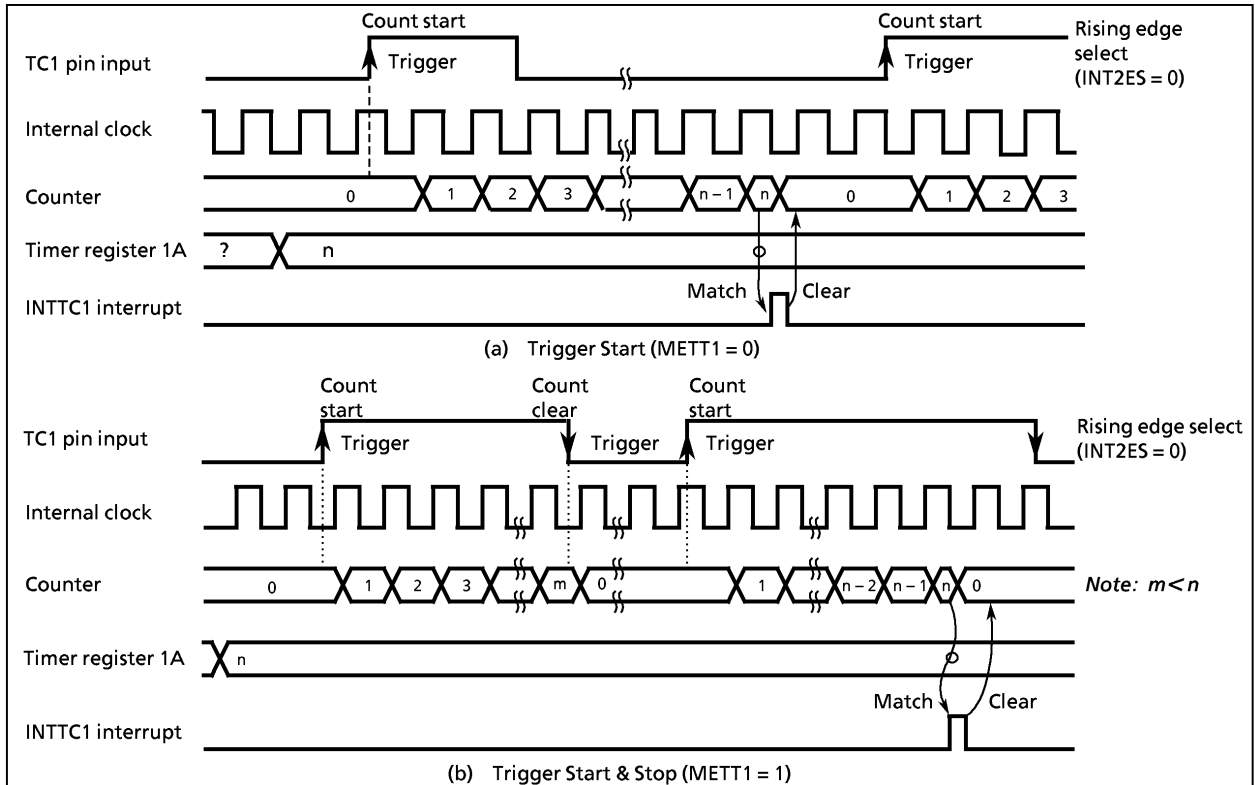 Count start
Count start
TC1 pin input
Trigger
Trigger
Rising edge
select
(INT2ES = 0)
Internal clock
Counter
0 1 2 3 n – 1 n 0 1 2 3
Timer register 1A
? n
Match
Clear
INTTC1 interrupt
(a) Trigger Start (METT1 = 0)
Count
start
Count
clear
Count
start
TC1 pin input
Trigger
Trigger
Trigger
Rising edge select
(INT2ES = 0)
Internal clock
Counter
0 1 2 3 m 0 1 n – 2 n – 1 n 0
Note: m < n
Timer register 1A
n
Match
Clear
INTTC1 interrupt
(b) Trigger Start & Stop (METT1 = 1)